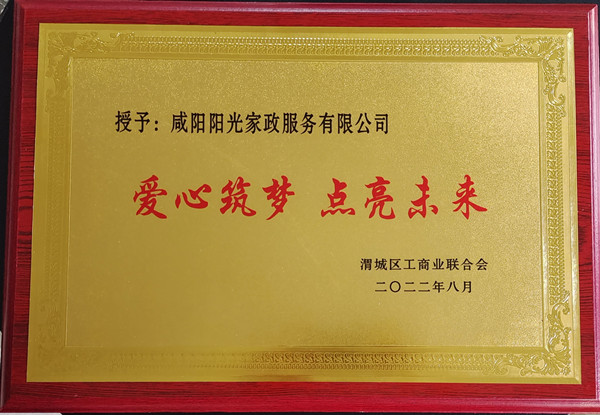 授予：咸阳阳光家政服务有限公司
爱心筑梦 点亮未来
渭城区工商业联合会
二〇二二年八月